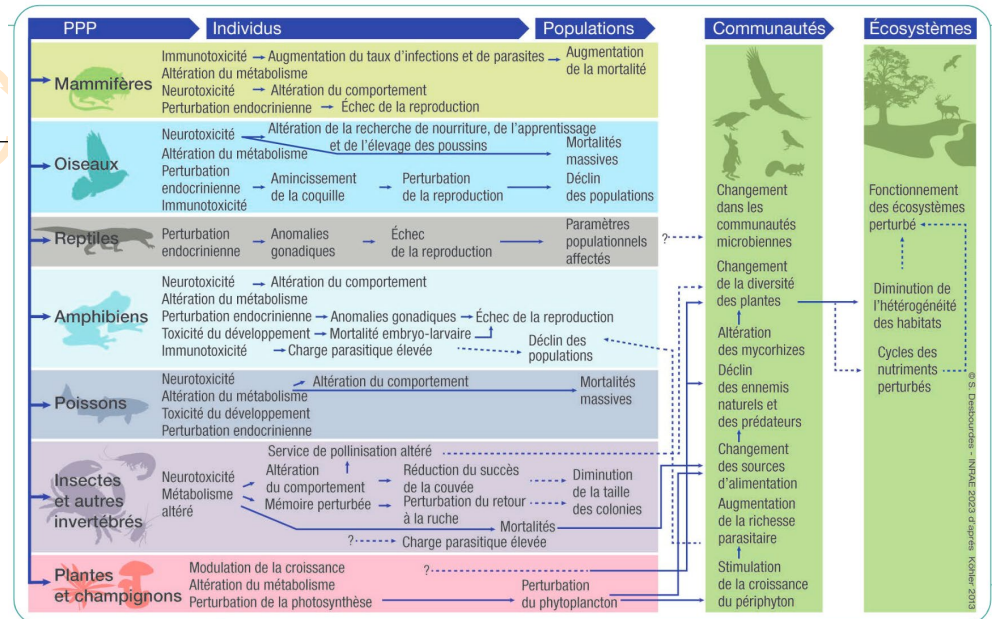 PPP
Individus
Populations
Communautés
Écosystèmes
Mammifères
Immunotoxicité
Augmentation du taux d'infections et de parasites
Augmentation
de la mortalité
Altération du métabolisme
Neurotoxicité
Altération du comportement
Perturbation endocrinienne
Échec de la reproduction
Oiseaux
Neurotoxicité
Altération de la recherche de nourriture, de l'apprentissage
et de l'élevage des poussins
Mortalités
massives
Altération du métabolisme
Perturbation
endocrinienne
Amincissement
de la coquille
Perturbation
de la reproduction
Déclin
des populations
Immunotoxicité
Reptiles
Perturbation
endocrinienne
Anomalies
gonadiques
Échec
de la reproduction
Paramètres
populationnels
affectés
?
Amphibiens
Neurotoxicité
Altération du comportement
Altération du métabolisme
Perturbation endocrinienne
Anomalies gonadiques
Échec de la reproduction
Toxicité du développement
Mortalité embryo-larvaire
Immunotoxicité
Charge parasitique élevée
Déclin des
populations
Poissons
Neurotoxicité
Altération du comportement
Mortalités
massives
Altération du métabolisme
Toxicité du développement
Perturbation endocrinienne
Insectes
et autres
invertébrés
Service de pollinisation altéré
Neurotoxicité
Métabolisme
altéré
Altération
du comportement
Réduction du succès
de la couvée
Mémoire perturbée
Perturbation du retour
à la ruche
Diminution
de la taille
des colonies
Mortalités
?
Charge parasitique élevée
Plantes
et champignons
Modulation de la croissance
?
Altération du métabolisme
Perturbation de la photosynthèse
Perturbation
du phytoplancton
Changement
dans les
communautés
microbiennes
Changement
de la diversité
des plantes
Altération
des mycorhizes
Déclin
des ennemis
naturels et
des prédateurs
Changement
des sources
d'alimentation
Augmentation
de la richesse
parasitaire
Stimulation
de la croissance
du périphyton
Fonctionnement
des écosystèmes
perturbé
Diminution de
l'hétérogénéité
des habitats
Cycles des
nutriments
perturbés
© S. Desbourdes - INRAE 2023 d'après Köhler 2013